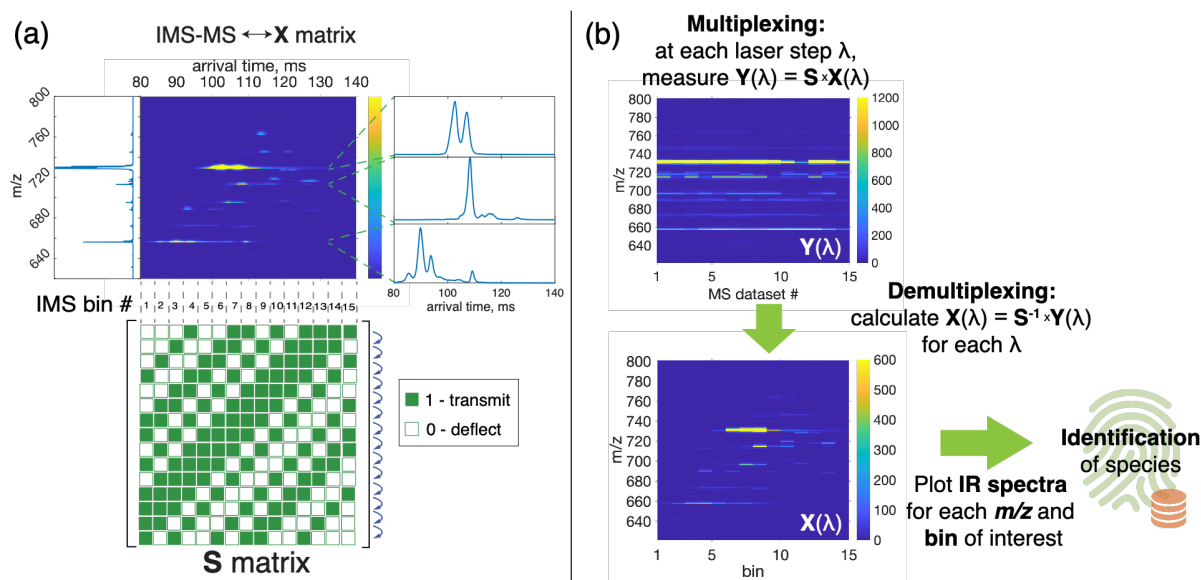 (a)
IMS-MS ⟷ X matrix
arrival time, ms
80 90 100 110 120 130 140
m/z
800
760
720
680
640
80 100 120 140
arrival time, ms
IMS bin #
1 2 3 4 5 6 7 8 9 10 11 12 13 14 15
1 - transmit
0 - deflect
S matrix
(b)
Multiplexing:
at each laser step λ,
measure Y(λ) = S × X(λ)
m/z
800
780
760
740
720
700
680
660
640
1 5 10 15
MS dataset #
Y(λ)
1200
1000
800
600
400
200
0
Demultiplexing:
calculate X(λ) = S⁻¹ × Y(λ)
for each λ
m/z
800
780
760
740
720
700
680
660
640
1 5 10 15
bin
X(λ)
600
500
400
300
200
100
0
Plot IR spectra
for each m/z and
bin of interest
Identification
of species